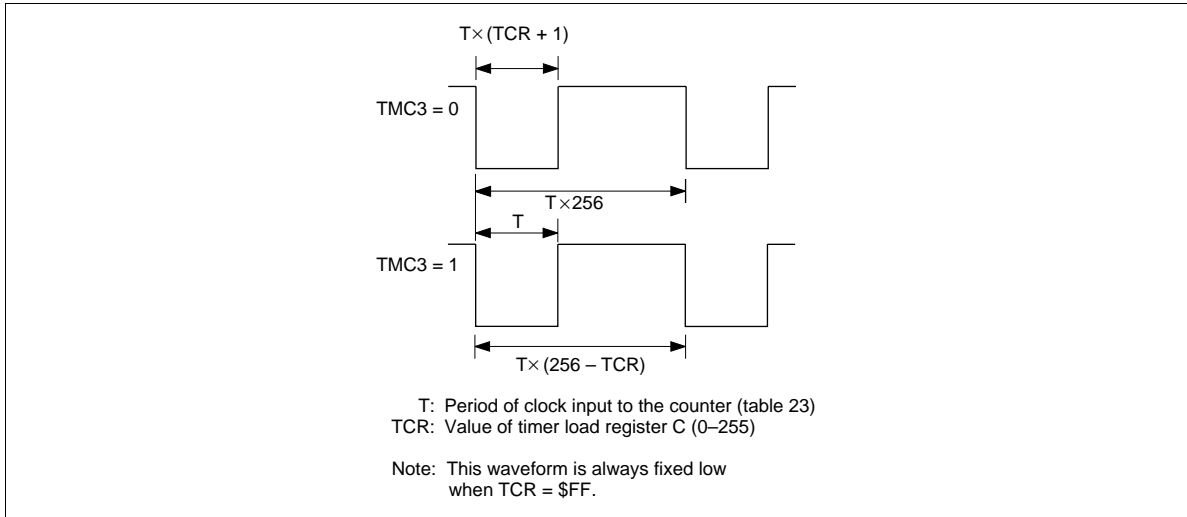 T×(TCR + 1)
TMC3 = 0
T×256
T
TMC3 = 1
T×(256 – TCR)
T: Period of clock input to the counter (table 23)
TCR: Value of timer load register C (0–255)
Note: This waveform is always fixed low
when TCR = $FF.